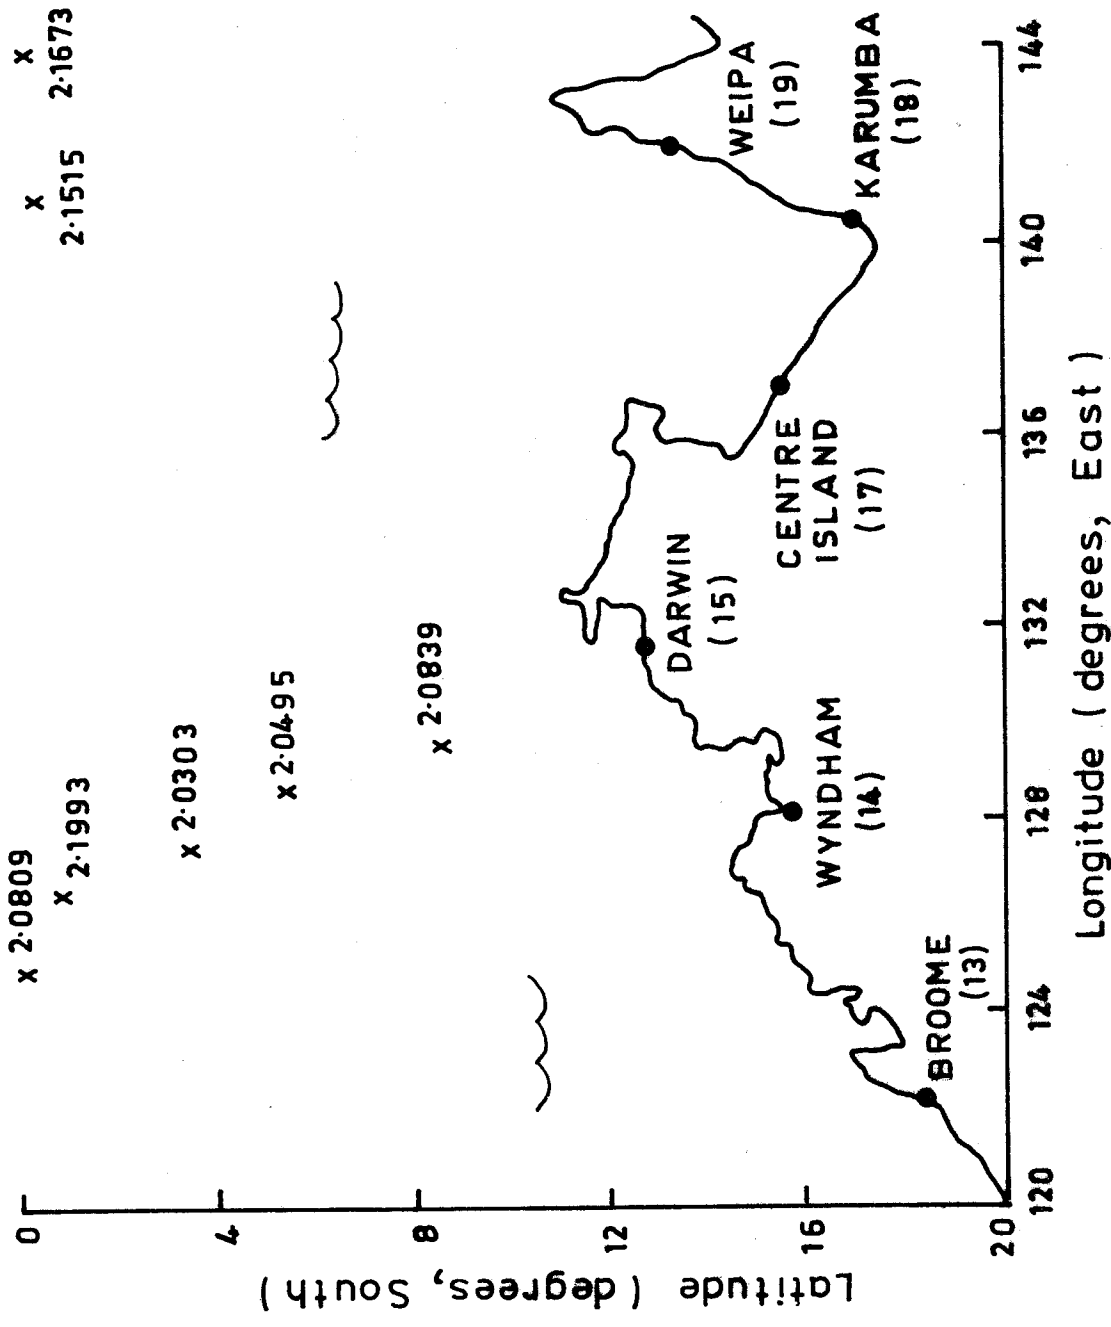 Latitude (degrees, South)
0
4
8
12
16
20
x 2·0809
x
2·1993
x 2·0303
x 2·0495
x 2·0839
x
2·1515
x
2·1673
BROOME
(13)
WYNDHAM
(14)
DARWIN
(15)
CENTRE
ISLAND
(17)
KARUMBA
(18)
WEIPA
(19)
120 124 128 132 136 140 144
Longitude (degrees, East)